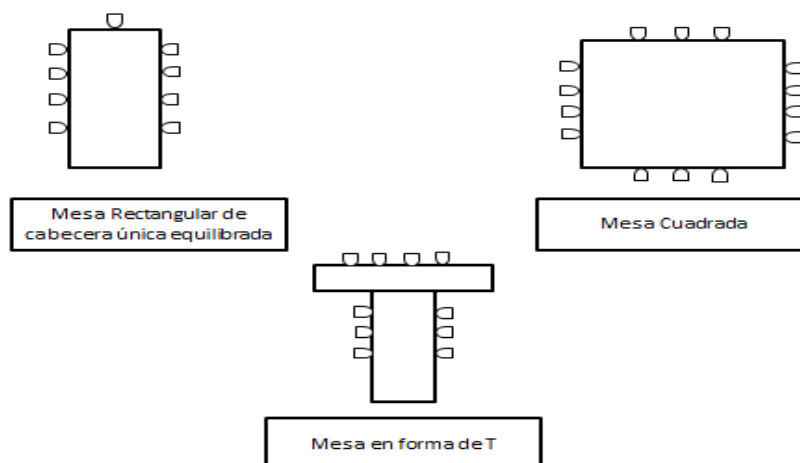 Mesa Rectangular de
cabecera única equilibrada
Mesa Cuadrada
Mesa en forma de T